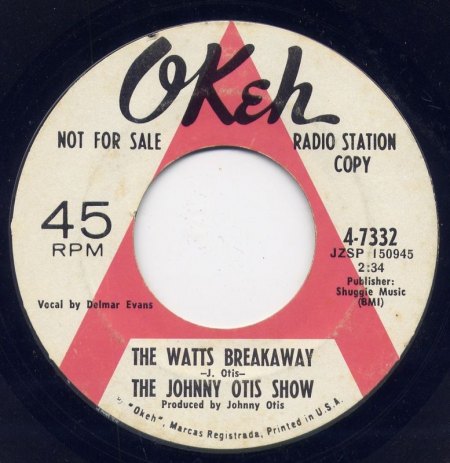 OKeh
NOT FOR SALE
RADIO STATION
COPY
45
RPM
4-7332
JZSP 150945
2:34
Publisher:
Shuggie Music
(BMI)
Vocal by Delmar Evans
THE WATTS BREAKAWAY
-J. Otis-
THE JOHNNY OTIS SHOW
Produced by Johnny Otis
"Okeh", Marcas Registrada, Printed in U.S.A.